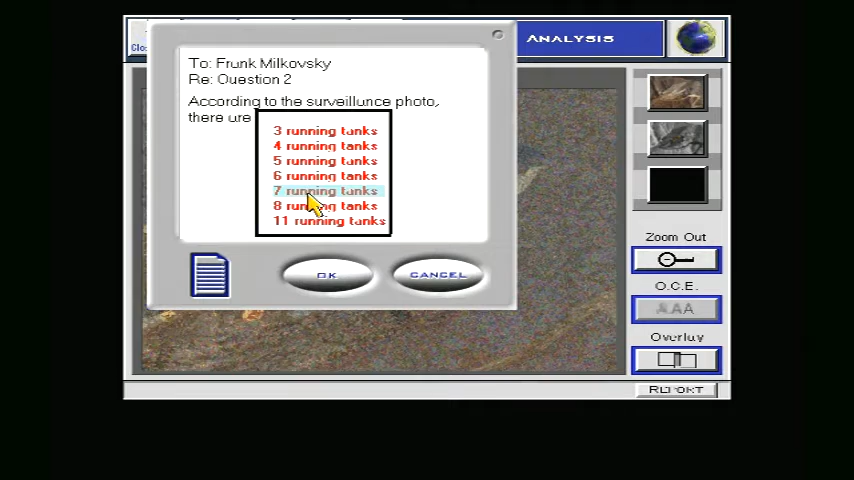 Clo
ANALYSIS
To: Frunk Milkovsky
Re: Question 2
According to the surveillance photo,
there are
3 running tanks
4 running tanks
5 running tanks
6 running tanks
7 running tanks
8 running tanks
11 running tanks
OK
CANCEL
Zoom Out
O.C.E.
Overlay
REPORT